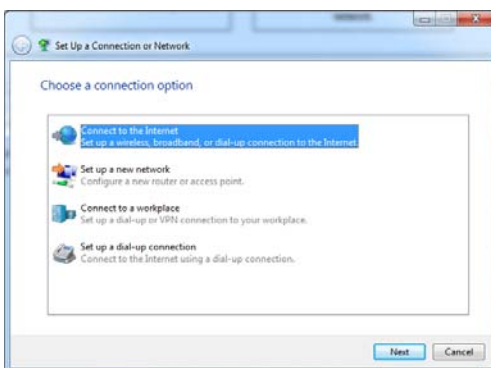 Set Up a Connection or Network
Choose a connection option
Connect to the Internet
Set up a wireless, broadband, or dial-up connection to the Internet.
Set up a new network
Configure a new router or access point.
Connect to a workplace
Set up a dial-up or VPN connection to your workplace.
Set up a dial-up connection
Connect to the Internet using a dial-up connection.
Next
Cancel